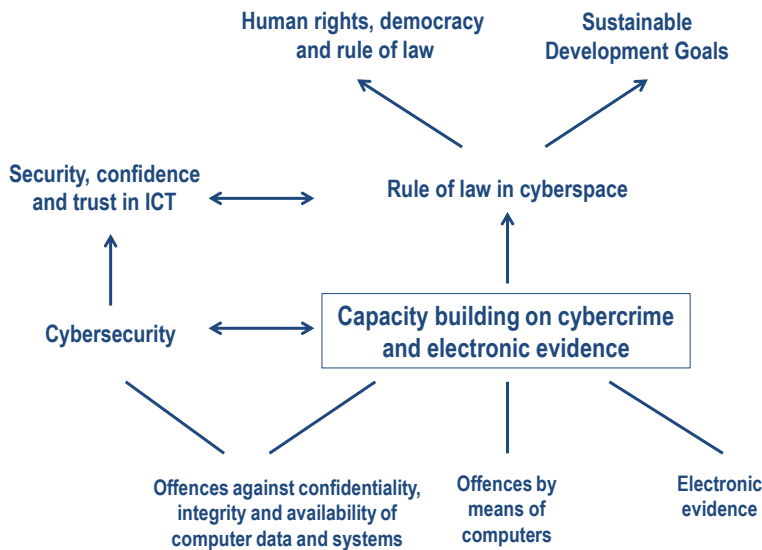 Human rights, democracy
and rule of law
Sustainable
Development Goals
Security, confidence
and trust in ICT
Rule of law in cyberspace
Cybersecurity
Capacity building on cybercrime
and electronic evidence
Offences against confidentiality,
integrity and availability of
computer data and systems
Offences by
means of
computers
Electronic
evidence